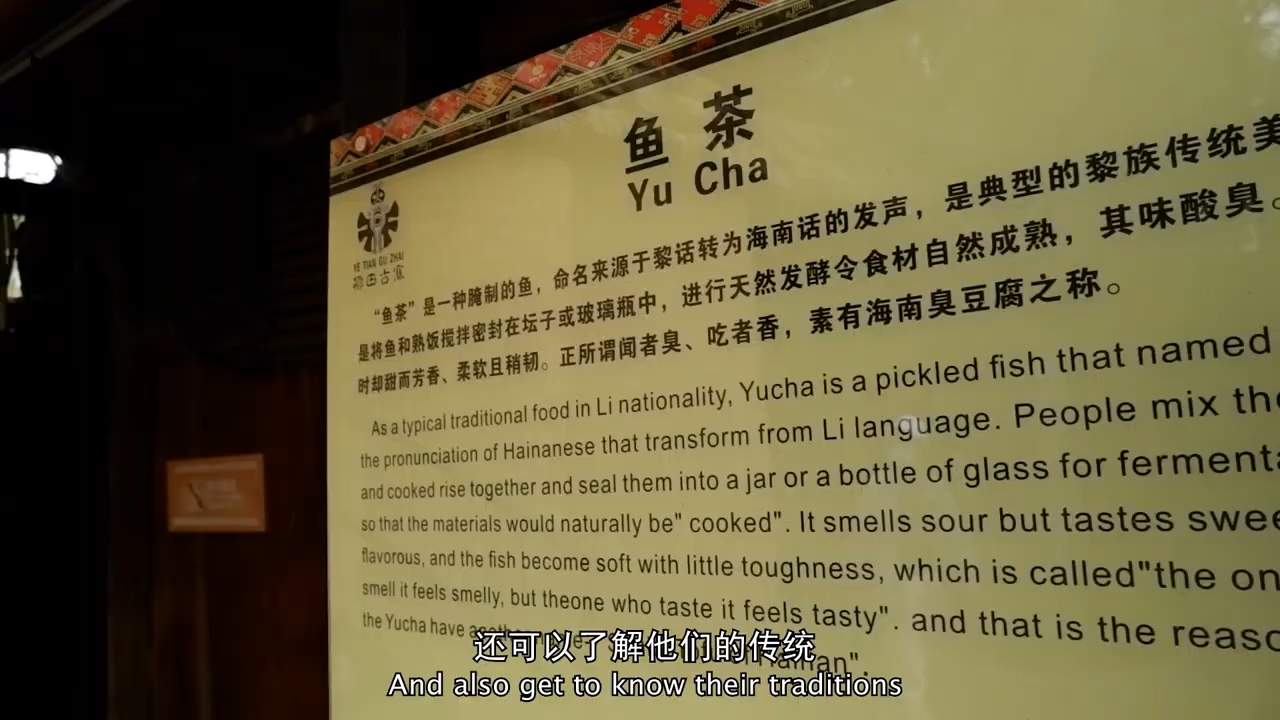 鱼茶
Yu Cha
YE TIAN GU ZHAI
椰田古寨
“鱼茶”是一种腌制的鱼，命名来源于黎话转为海南话的发声，是典型的黎族传统美
是将鱼和熟饭搅拌密封在坛子或玻璃瓶中，进行天然发酵令食材自然成熟，其味酸臭。
时却甜而芳香、柔软且稍韧。正所谓闻者臭、吃者香，素有海南臭豆腐之称。
As a typical traditional food in Li nationality, Yucha is a pickled fish that named
the pronunciation of Hainanese that transform from Li language. People mix the
and cooked rise together and seal them into a jar or a bottle of glass for fermenta
so that the materials would naturally be" cooked". It smells sour but tastes swee
flavorous, and the fish become soft with little toughness, which is called"the on
smell it feels smelly, but theone who taste it feels tasty". and that is the reaso
the Yucha have
还可以了解他们的传统
And also get to know their traditions